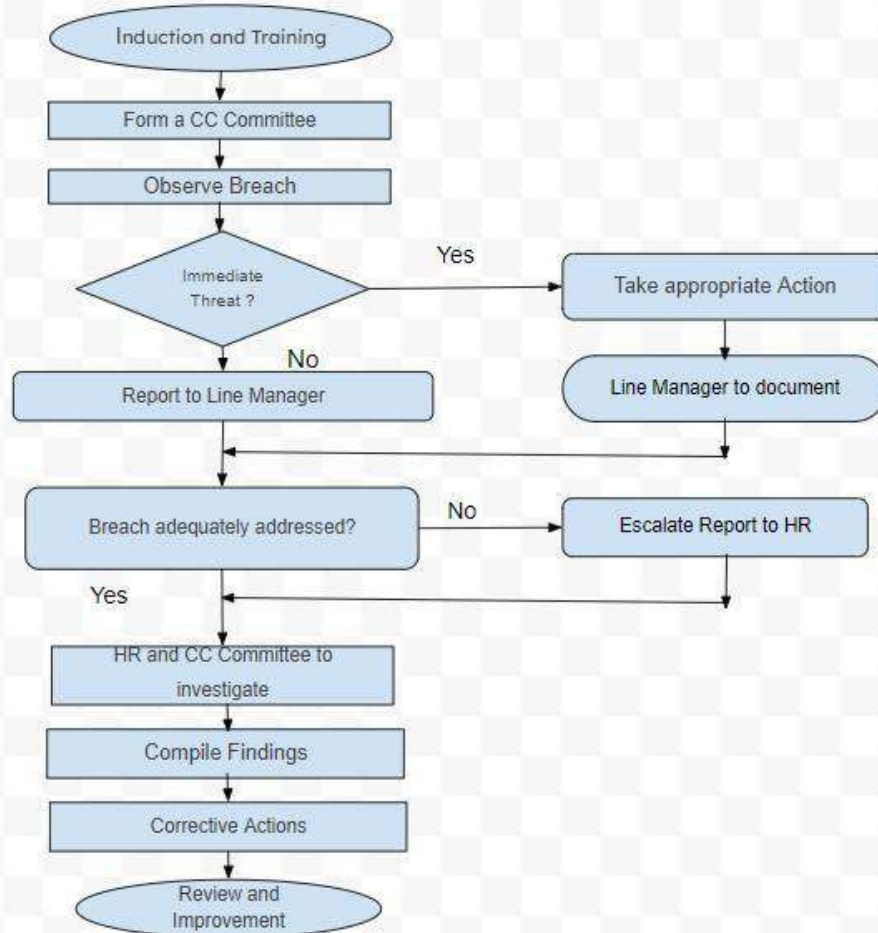 Induction and Training
Form a CC Committee
Observe Breach
Immediate
Threat ?
Yes
Take appropriate Action
No
Report to Line Manager
Line Manager to document
Breach adequately addressed?
No
Escalate Report to HR
Yes
HR and CC Committee to
investigate
Compile Findings
Corrective Actions
Review and
Improvement